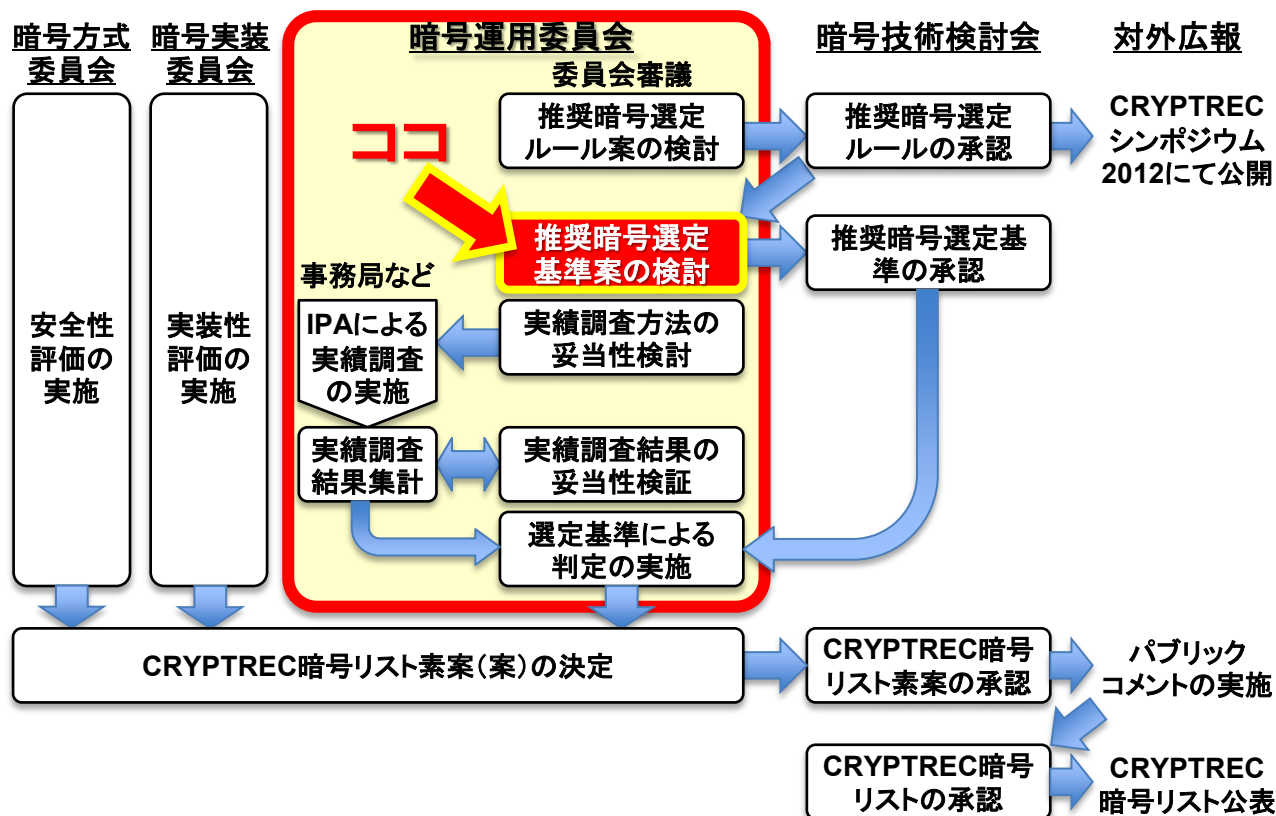 暗号方式
委員会
暗号実装
委員会
暗号運用委員会
暗号技術検討会
対外広報
委員会審議
推奨暗号選定
ルール案の検討
推奨暗号選定
ルールの承認
CRYPTREC
シンポジウム
2012にて公開
ココ
推奨暗号選定
基準案の検討
推奨暗号選定基
準の承認
事務局など
安全性
評価の
実施
実装性
評価の
実施
IPAによる
実績調査
の実施
実績調査方法の
妥当性検討
実績調査
結果集計
実績調査結果の
妥当性検証
選定基準による
判定の実施
CRYPTREC暗号リスト素案(案)の決定
CRYPTREC暗号
リスト素案の承認
パブリック
コメントの実施
CRYPTREC暗号
リストの承認
CRYPTREC
暗号リスト公表